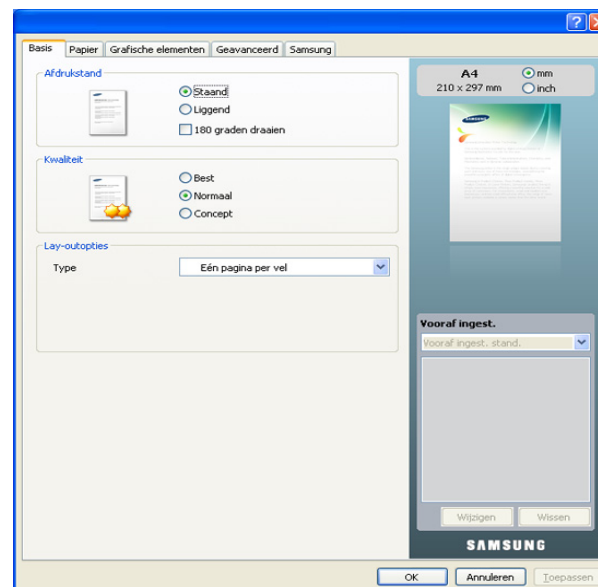 Basis Papier Grafische elementen Geavanceerd Samsung
Afdrukstand
Staand
Liggend
180 graden draaien
Kwaliteit
Best
Normaal
Concept
Lay-outopties
Type Eén pagina per vel
A4
210 x 297 mm
mm
inch
SAMSUNG
Vooraf ingest.
Vooraf ingest. stand.
Wijzigen Wissen
SAMSUNG
OK Annuleren Toepassen